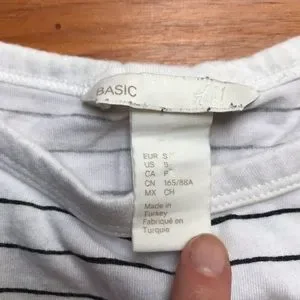 BASIC
EUR S
US S
CA P
CN 165/88A
MX CH
Made in
Turkey
Fabriqué en
Turquie